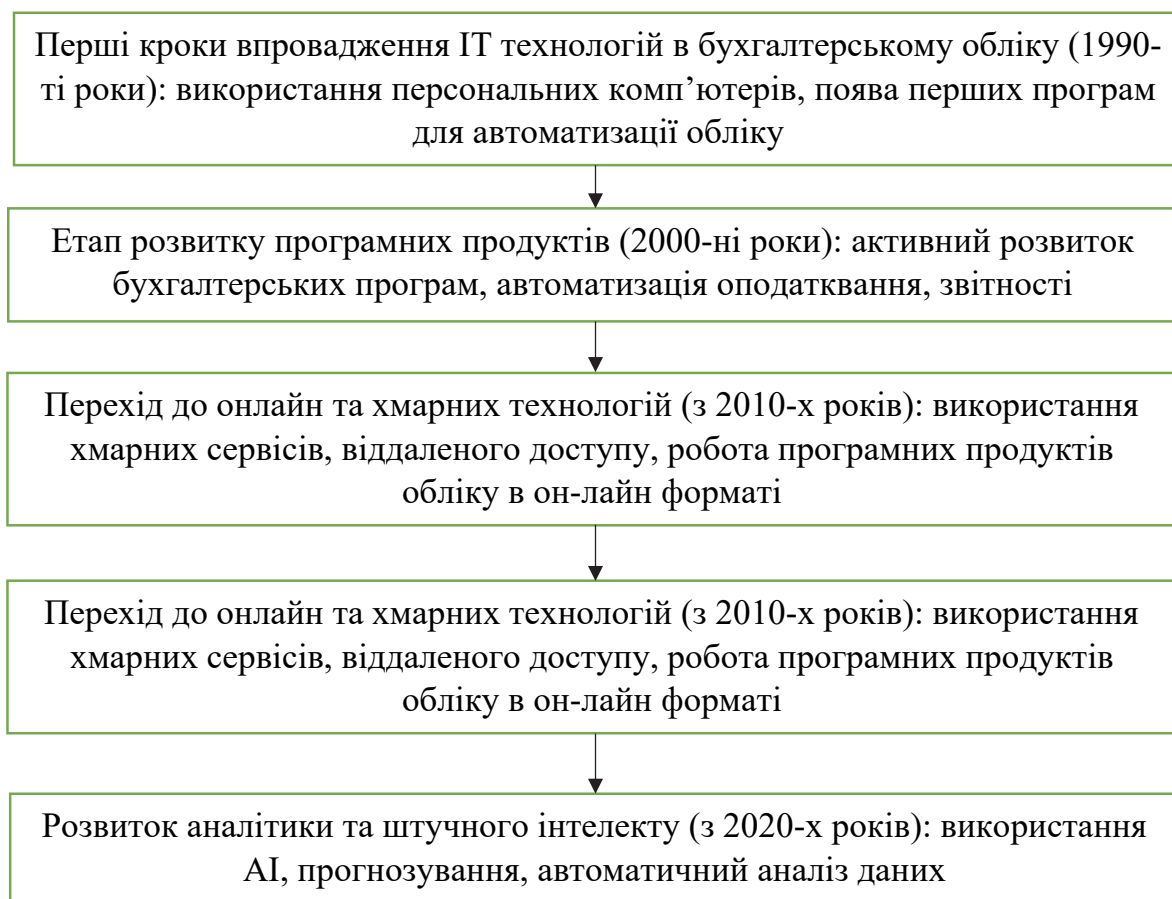 Перші кроки впровадження ІТ технологій в бухгалтерському обліку (1990-
ті роки): використання персональних комп’ютерів, поява перших програм
для автоматизації обліку
Етап розвитку програмних продуктів (2000-ні роки): активний розвиток
бухгалтерських програм, автоматизація оподатквання, звітності
Перехід до онлайн та хмарних технологій (з 2010-х років): використання
хмарних сервісів, віддаленого доступу, робота програмних продуктів
обліку в он-лайн форматі
Перехід до онлайн та хмарних технологій (з 2010-х років): використання
хмарних сервісів, віддаленого доступу, робота програмних продуктів
обліку в он-лайн форматі
Розвиток аналітики та штучного інтелекту (з 2020-х років): використання
АІ, прогнозування, автоматичний аналіз даних